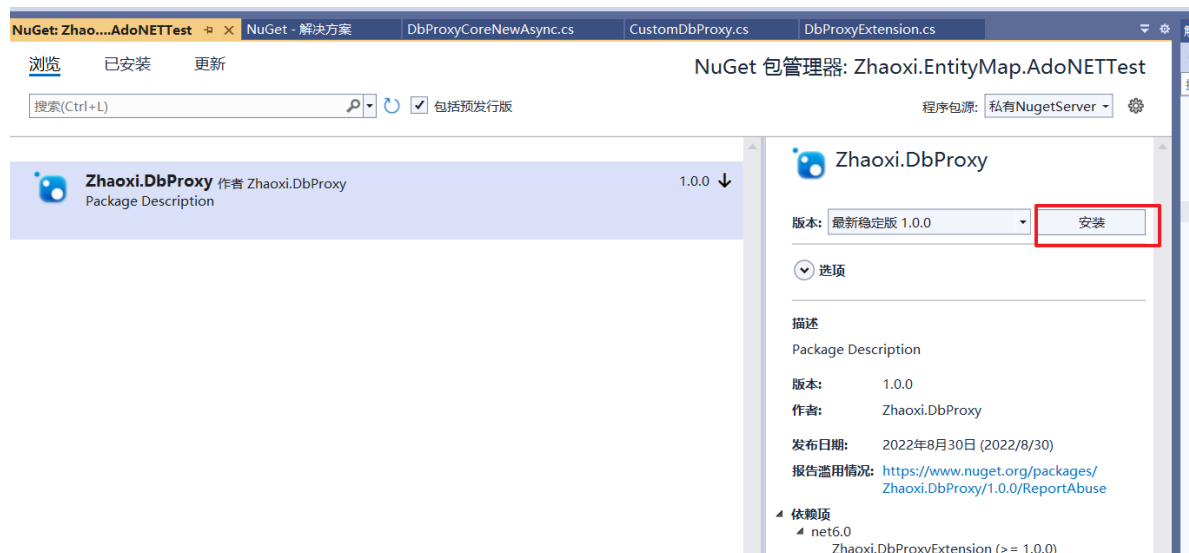 NuGet: Zhao....AdoNETTest NuGet - 解决方案 DbProxyCoreNewAsync.cs CustomDbProxy.cs DbProxyExtension.cs
浏览 已安装 更新
NuGet 包管理器: Zhaoxi.EntityMap.AdoNETTest
搜索(Ctrl+L) 包括预发行版 程序包源: 私有NugetServer
Zhaoxi.DbProxy 作者 Zhaoxi.DbProxy 1.0.0
Package Description
Zhaoxi.DbProxy
版本: 最新稳定版 1.0.0 安装
选项
描述
Package Description
版本: 1.0.0
作者: Zhaoxi.DbProxy
发布日期: 2022年8月30日 (2022/8/30)
报告滥用情况: https://www.nuget.org/packages/
Zhaoxi.DbProxy/1.0.0/ReportAbuse
依赖项
net6.0
Zhaoxi.DbProxyExtension (>= 1.0.0)